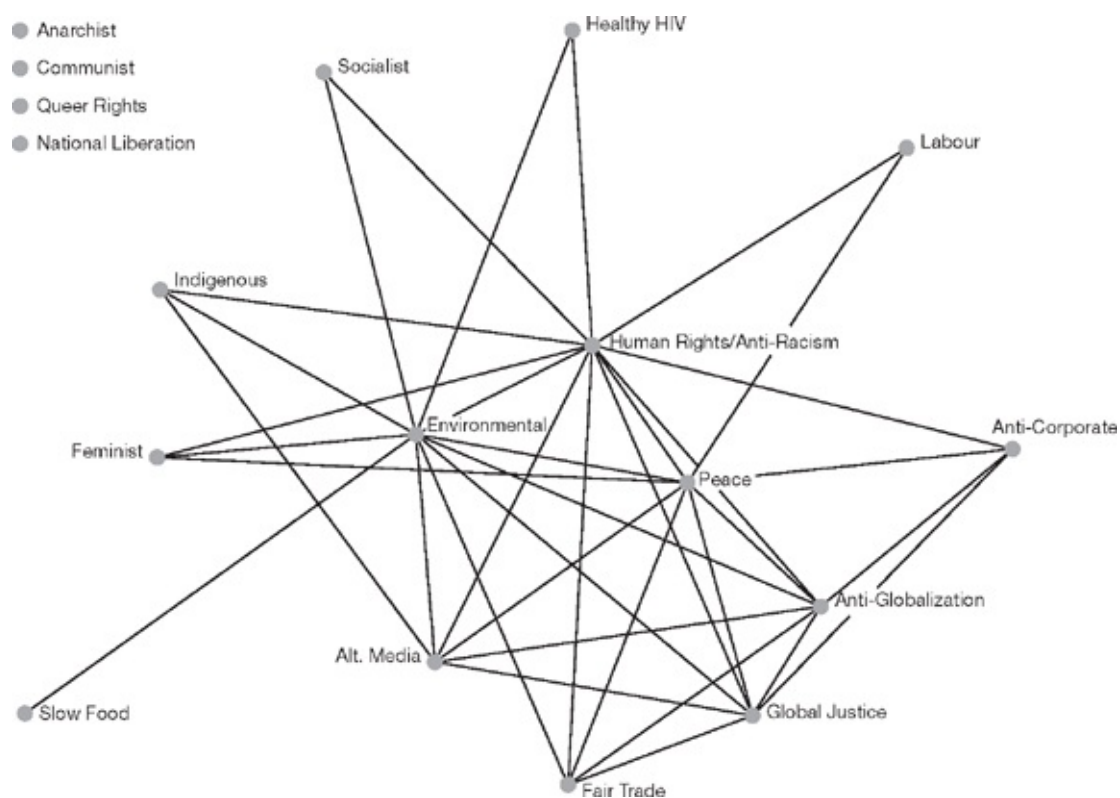 Anarchist
Communist
Queer Rights
National Liberation
Healthy HIV
Socialist
Labour
Indigenous
Human Rights/Anti-Racism
Environmental
Feminist
Anti-Corporate
Peace
Anti-Globalization
Alt. Media
Slow Food
Global Justice
Fair Trade